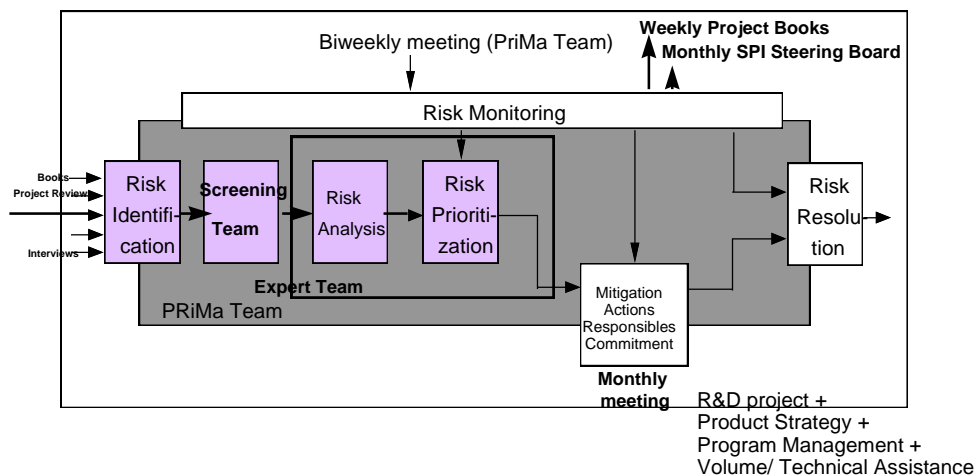 Weekly Project Books
Monthly SPI Steering Board
Biweekly meeting (PriMa Team)
Risk Monitoring
Books
Project Reviews
Interviews
Risk
Identifi-
cation
Screening
Team
Risk
Analysis
Risk
Prioriti-
zation
Risk
Resolu-
tion
Expert Team
PRiMa Team
Mitigation
Actions
Responsibles
Commitment
Monthly
meeting
R&D project +
Product Strategy +
Program Management +
Volume/ Technical Assistance